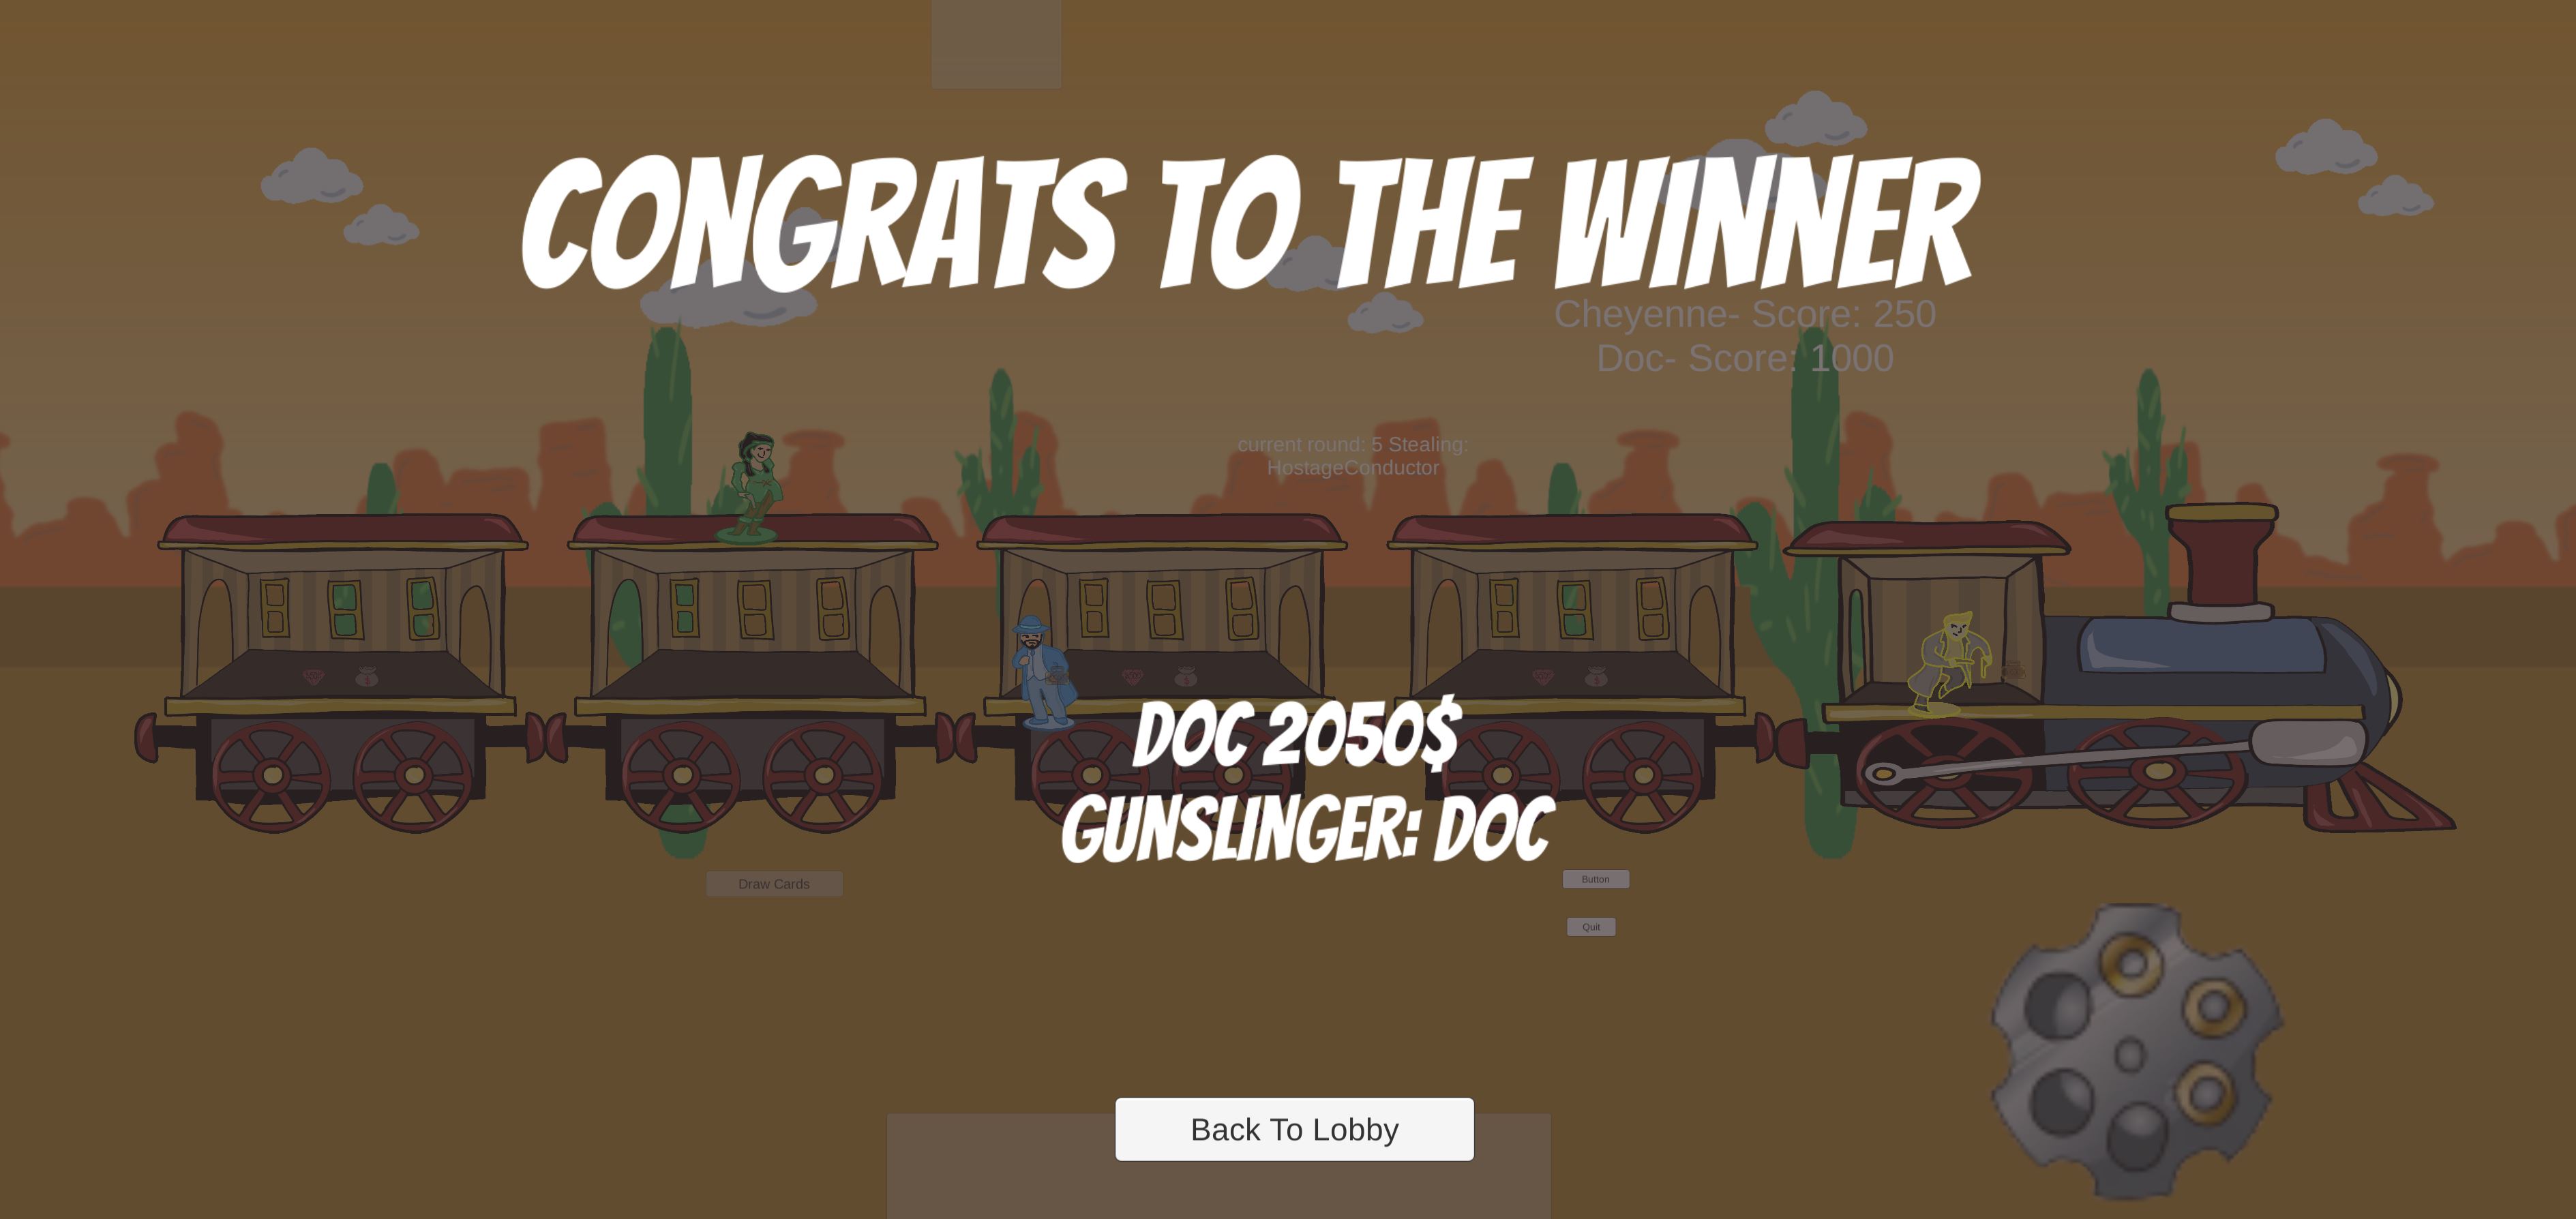 CONGRATS TO THE WINNER
Cheyenne- Score: 250
Doc- Score: 1000
current round: 5 Stealing:
HostageConductor
DOC 2050$
GUNSLINGER: DOC
Draw Cards
Button
Quit
Back To Lobby